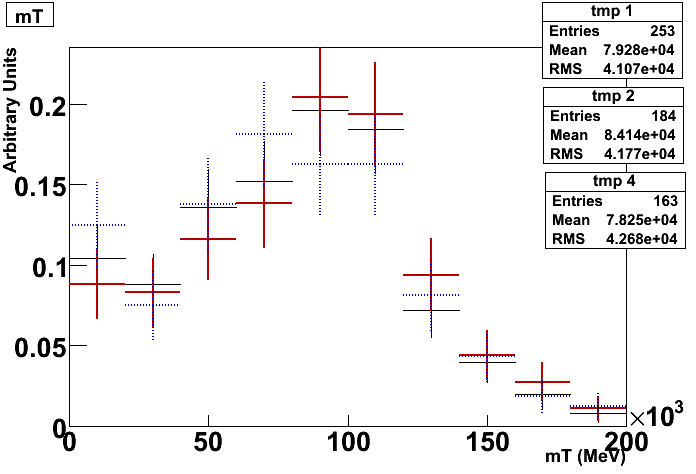 mT
tmp 1
Entries 253
Mean 7.928e+04
RMS 4.107e+04
tmp 2
Entries 184
Mean 8.414e+04
RMS 4.177e+04
tmp 4
Entries 163
Mean 7.825e+04
RMS 4.268e+04
Arbitrary Units
0.2
0.15
0.1
0.05
0
0 50 100 150 200
×10³
mT (MeV)